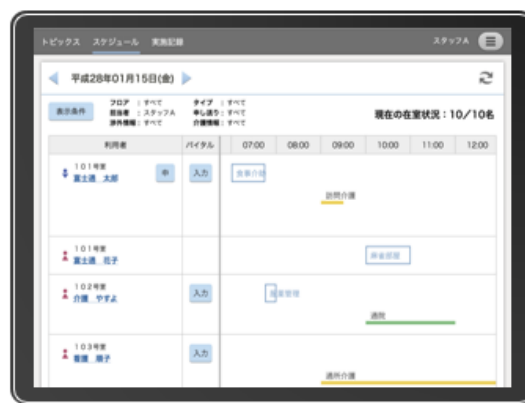 トピックス スケジュール 実施記録 スタッフA
平成28年01月15日(金)
表示条件
フロア : すべて タイプ : すべて
担当者 : スタッフA 申し送り : すべて
渉外情報 : すべて 介護情報 : すべて
現在の在室状況：10／10名
利用者 バイタル 07:00 08:00 09:00 10:00 11:00 12:00
101号室
富士通 太郎 申 入力 食事介助
訪問介護
101号室
富士通 花子
102号室
介護 やすよ 入力 服薬管理
通院
103号室
看護 順子 入力
通所介護